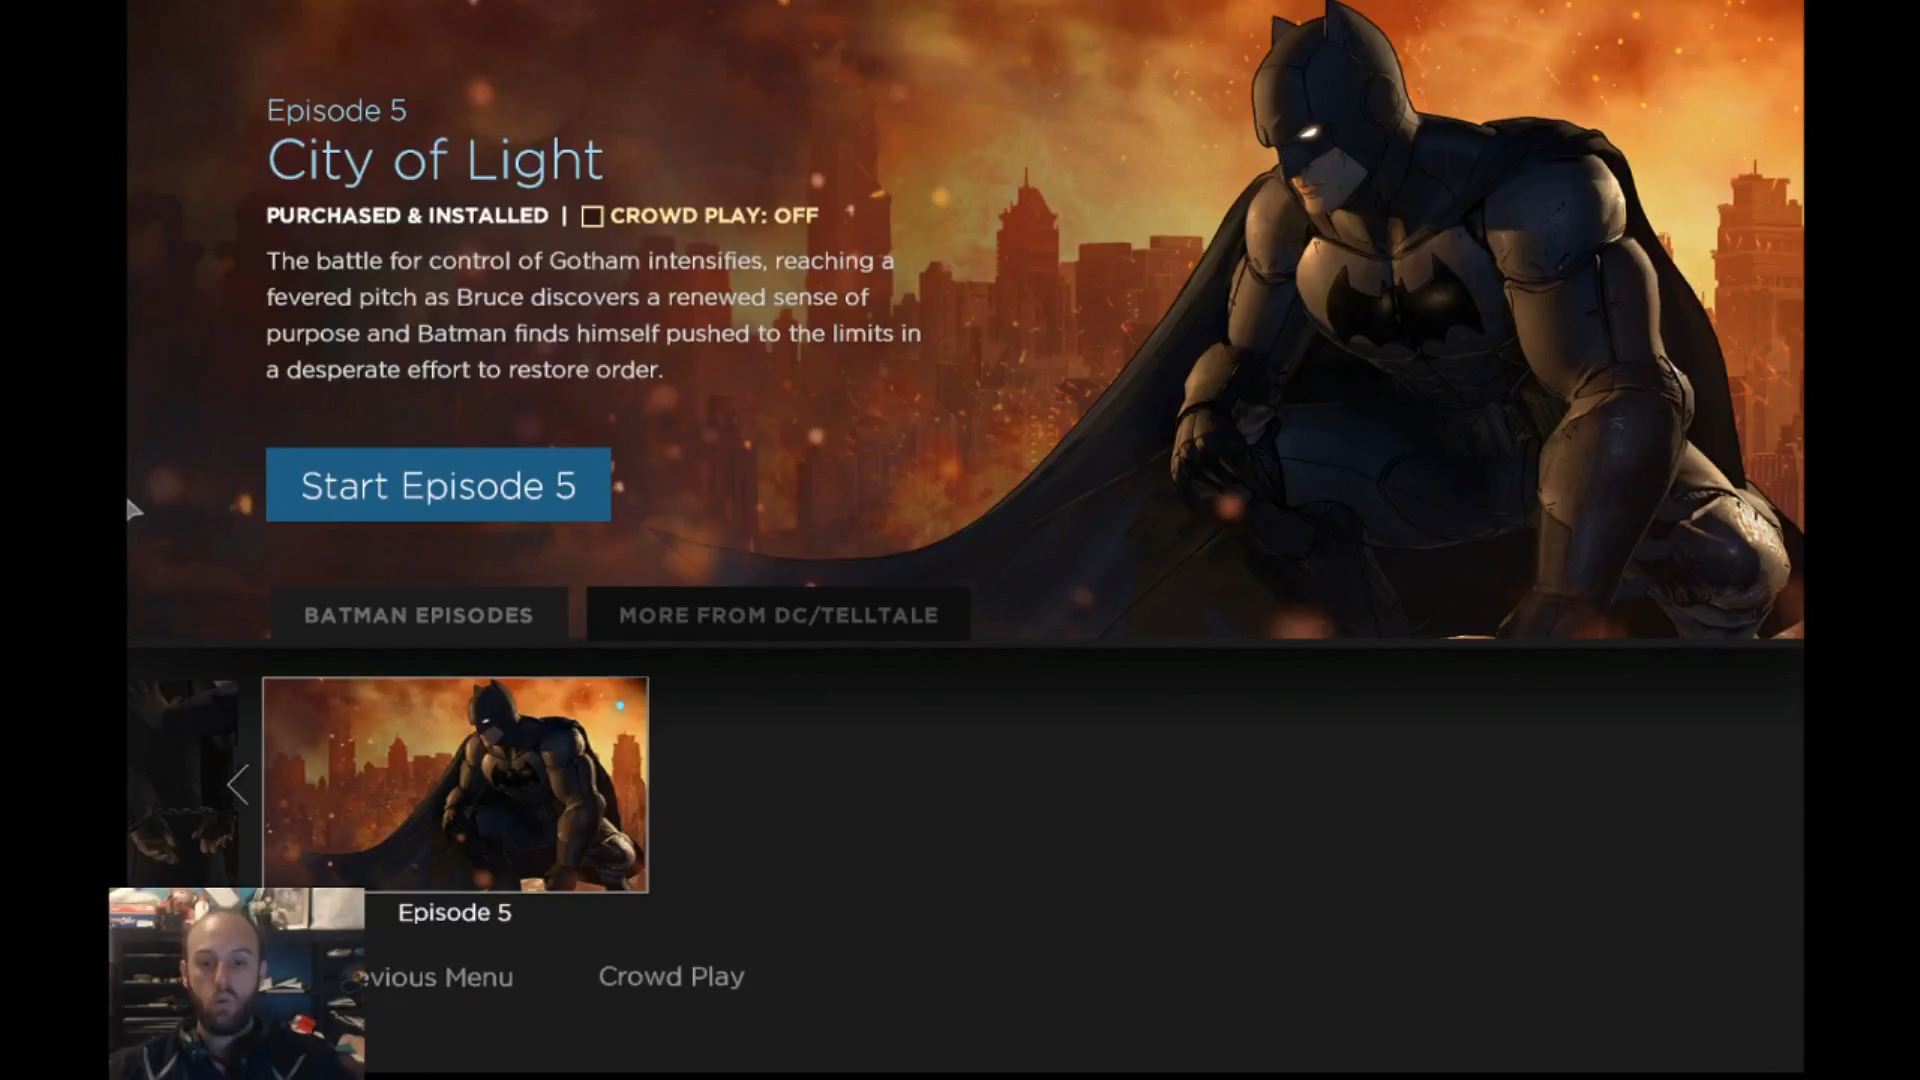 Episode 5
City of Light
PURCHASED & INSTALLED | CROWD PLAY: OFF
The battle for control of Gotham intensifies, reaching a
fevered pitch as Bruce discovers a renewed sense of
purpose and Batman finds himself pushed to the limits in
a desperate effort to restore order.
Start Episode 5
BATMAN EPISODES
MORE FROM DC/TELLTALE
Episode 5
evious Menu
Crowd Play